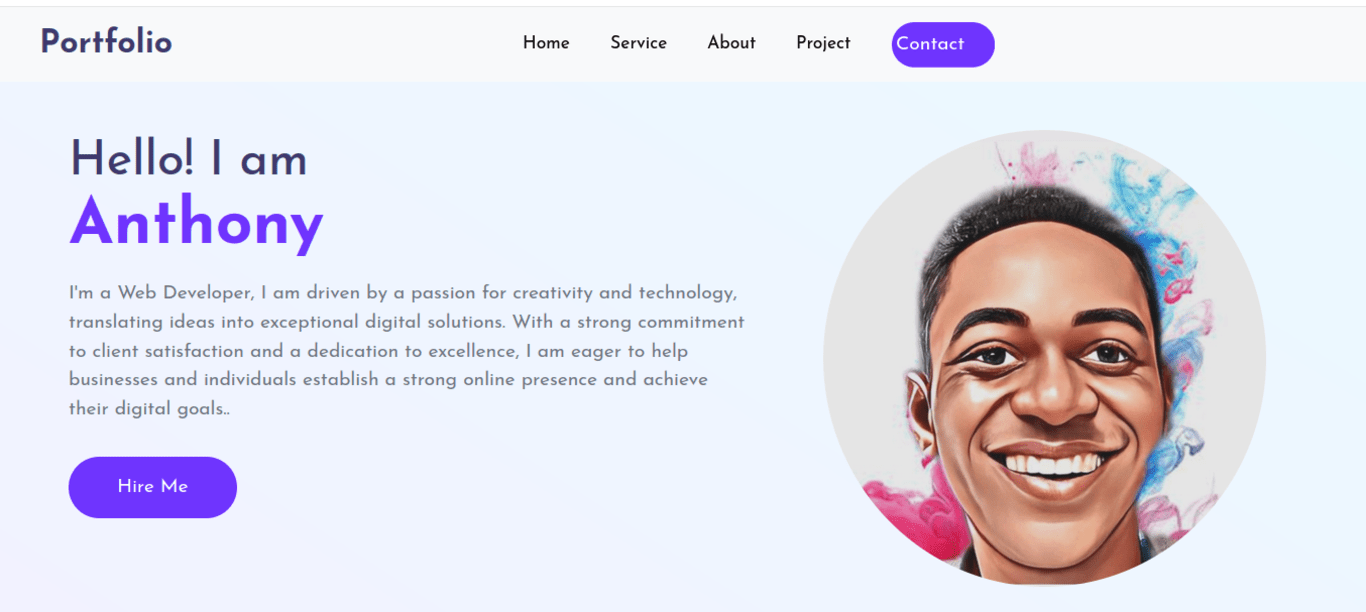 Portfolio
Home Service About Project Contact
Hello! I am
Anthony
I'm a Web Developer, I am driven by a passion for creativity and technology,
translating ideas into exceptional digital solutions. With a strong commitment
to client satisfaction and a dedication to excellence, I am eager to help
businesses and individuals establish a strong online presence and achieve
their digital goals..
Hire Me